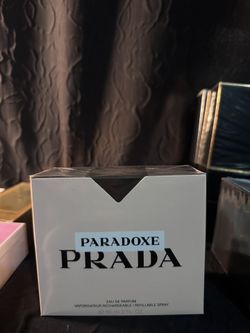 PARADOXE
PRADA
EAU DE PARFUM
VAPORISATEUR RECHARGEABLE / REFILLABLE SPRAY